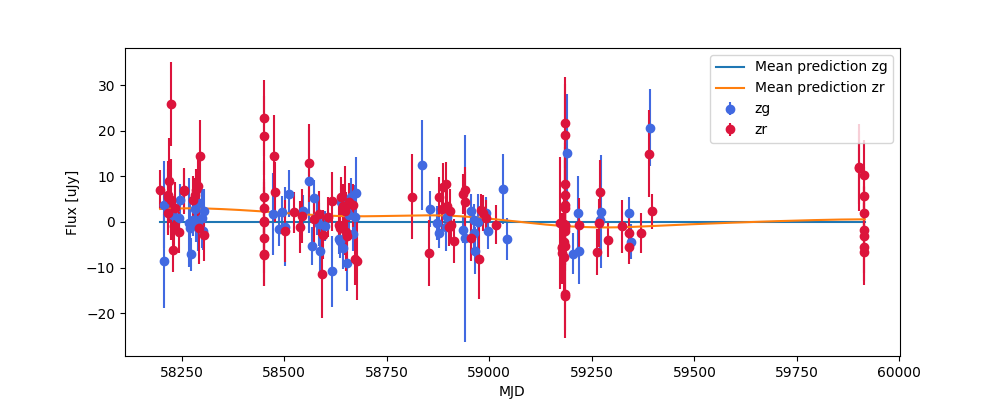 Mean prediction zg
Mean prediction zr
zg
zr
Flux [uJy]
30
20
10
0
−10
−20
58250
58500
58750
59000
59250
59500
59750
60000
MJD